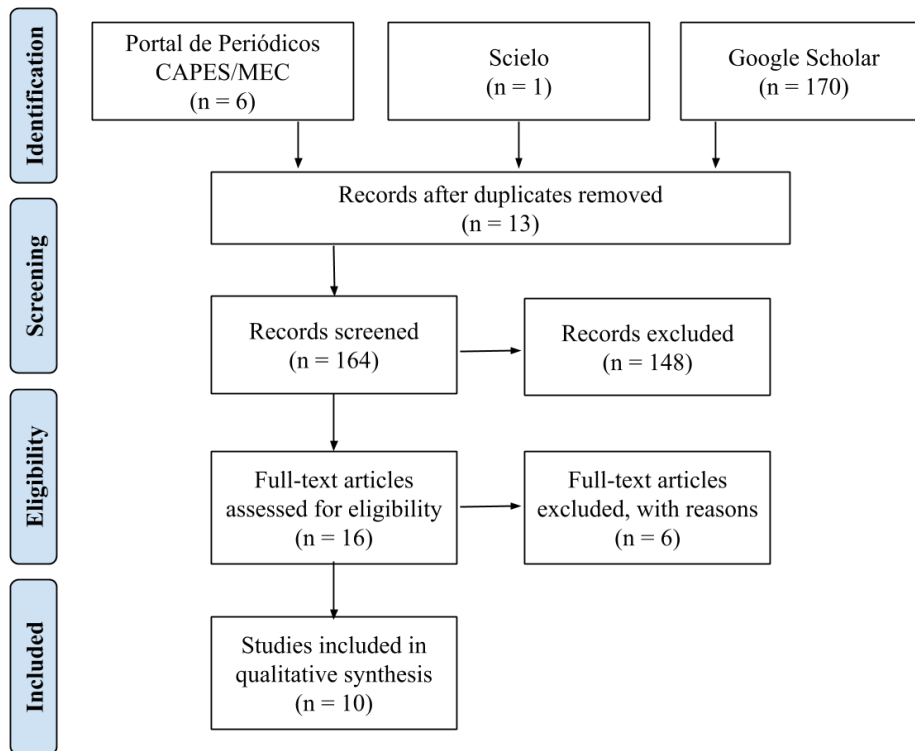 Identification
Portal de Periódicos
CAPES/MEC
(n = 6)
Scielo
(n = 1)
Google Scholar
(n = 170)
Records after duplicates removed
(n = 13)
Screening
Records screened
(n = 164)
Records excluded
(n = 148)
Eligibility
Full-text articles
assessed for eligibility
(n = 16)
Full-text articles
excluded, with reasons
(n = 6)
Included
Studies included in
qualitative synthesis
(n = 10)